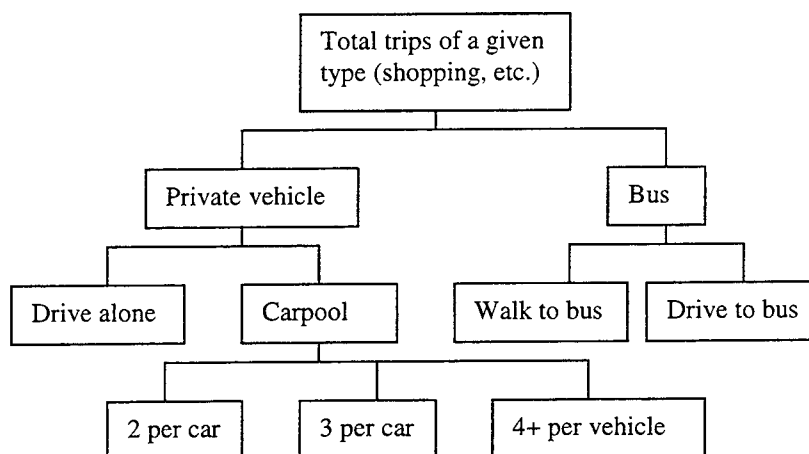 Total trips of a given
type (shopping, etc.)
Private vehicle
Bus
Drive alone
Carpool
Walk to bus
Drive to bus
2 per car
3 per car
4+ per vehicle